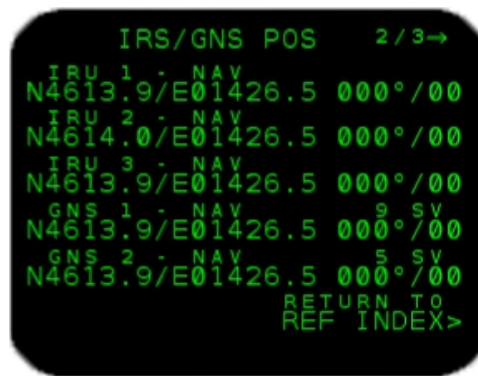 IRS/GNS POS 2/3→
IRU 1 - NAV
N4613.9/E01426.5 000°/00
IRU 2 - NAV
N4614.0/E01426.5 000°/00
IRU 3 - NAV
N4613.9/E01426.5 000°/00
GNS 1 - NAV 9 SV
N4613.9/E01426.5 000°/00
GNS 2 - NAV 5 SV
N4613.9/E01426.5 000°/00
RETURN TO
REF INDEX>